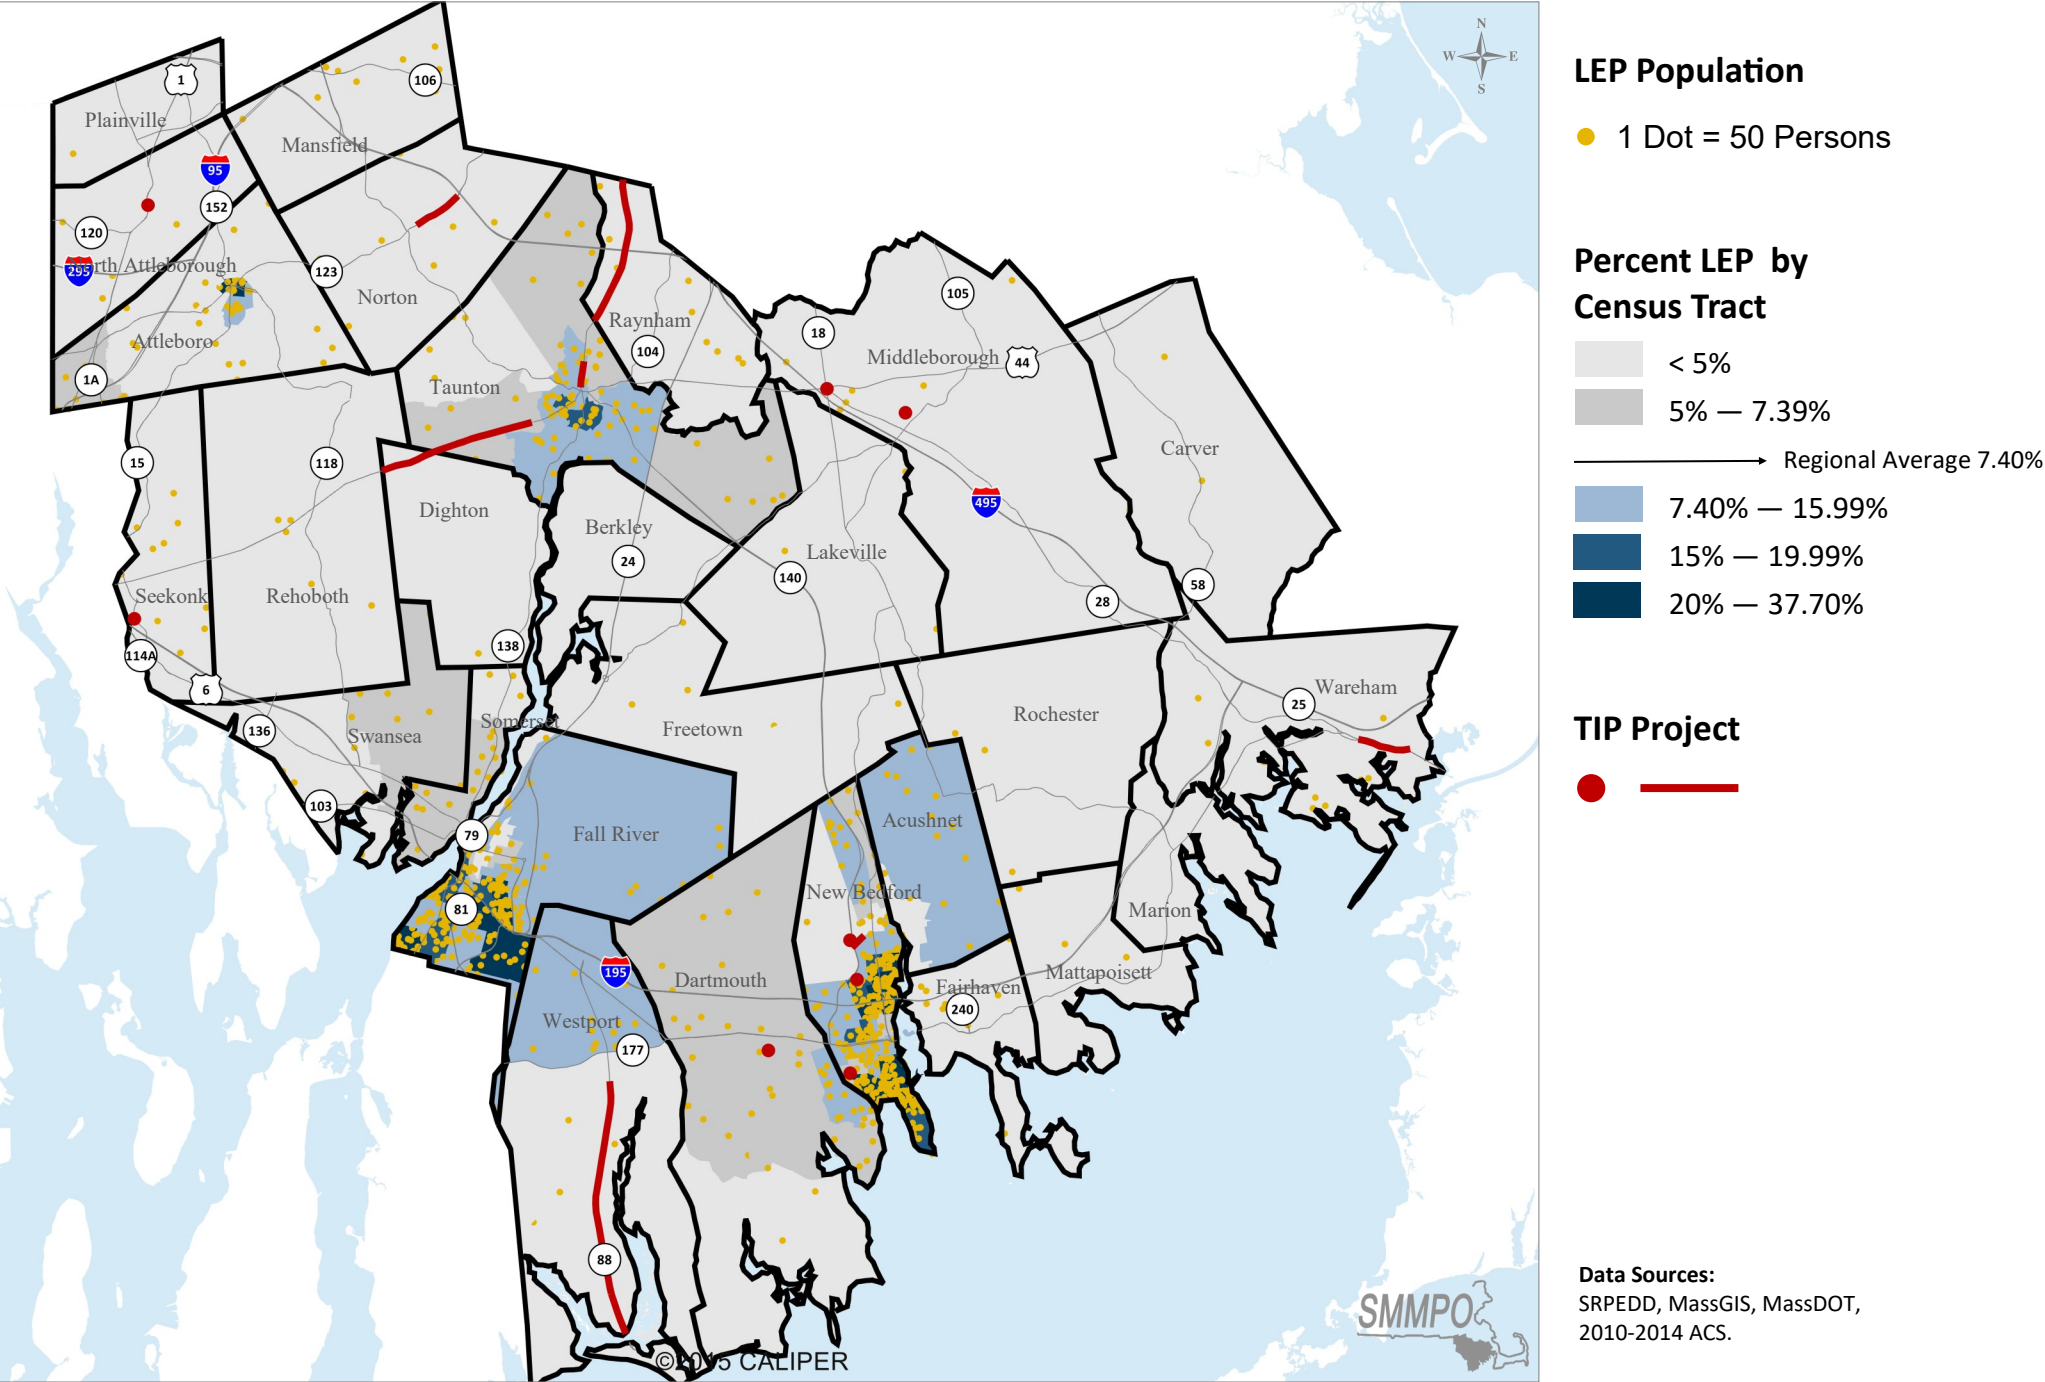 N
W
E
S
1
106
Plainville
Mansfield
95
152
120
295
North Attleborough
123
Norton
Attleboro
1A
Raynham
104
18
105
Middleborough
44
Taunton
15
118
Carver
Dighton
Berkley
495
24
Lakeville
140
58
28
Seekonk
Rehoboth
114A
138
6
136
Swansea
Somerset
Freetown
Rochester
Wareham
25
103
79
Fall River
Acushnet
New Bedford
81
Marion
195
Dartmouth
Mattapoisett
Fairhaven
240
Westport
177
88
©2015 CALIPER
SMMPO
LEP Population
1 Dot = 50 Persons
Percent LEP by
Census Tract
< 5%
5% — 7.39%
Regional Average 7.40%
7.40% — 15.99%
15% — 19.99%
20% — 37.70%
TIP Project
Data Sources:
SRPEDD, MassGIS, MassDOT,
2010-2014 ACS.